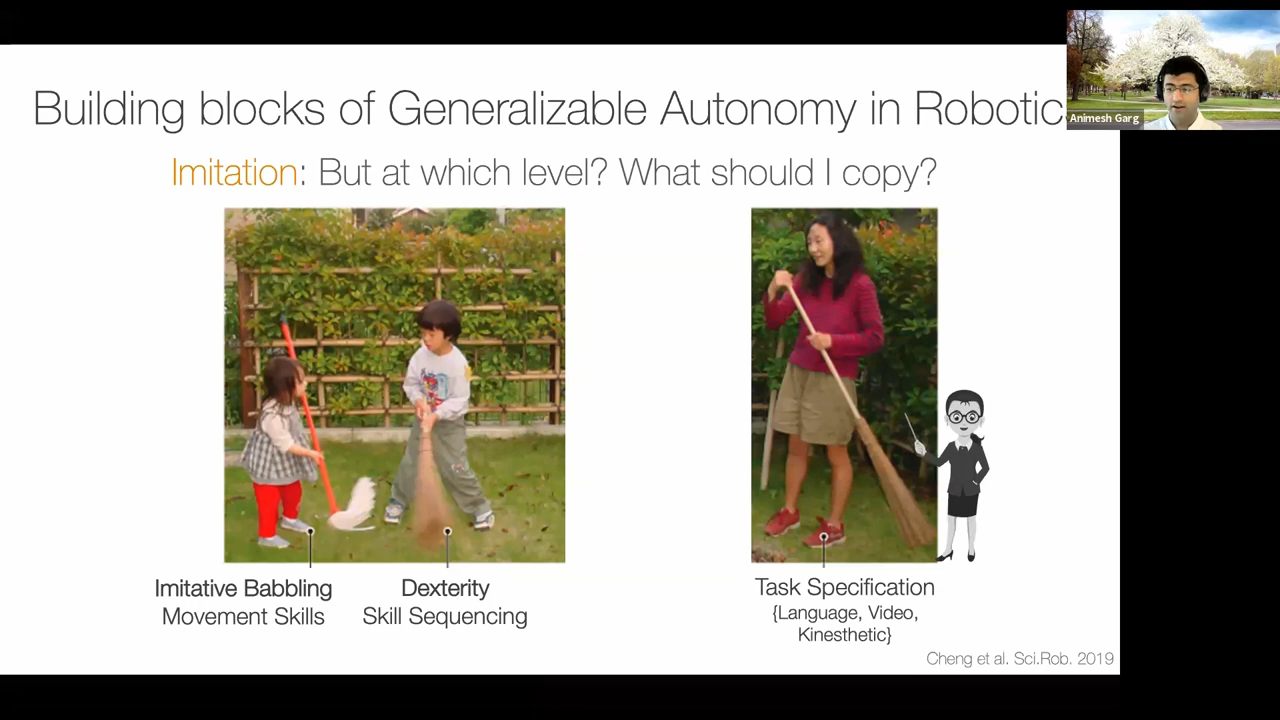 Building blocks of Generalizable Autonomy in Robotic
Animesh Garg
Imitation: But at which level? What should I copy?
Imitative Babbling
Movement Skills
Dexterity
Skill Sequencing
Task Specification
{Language, Video,
Kinesthetic}
Cheng et al. Sci.Rob. 2019